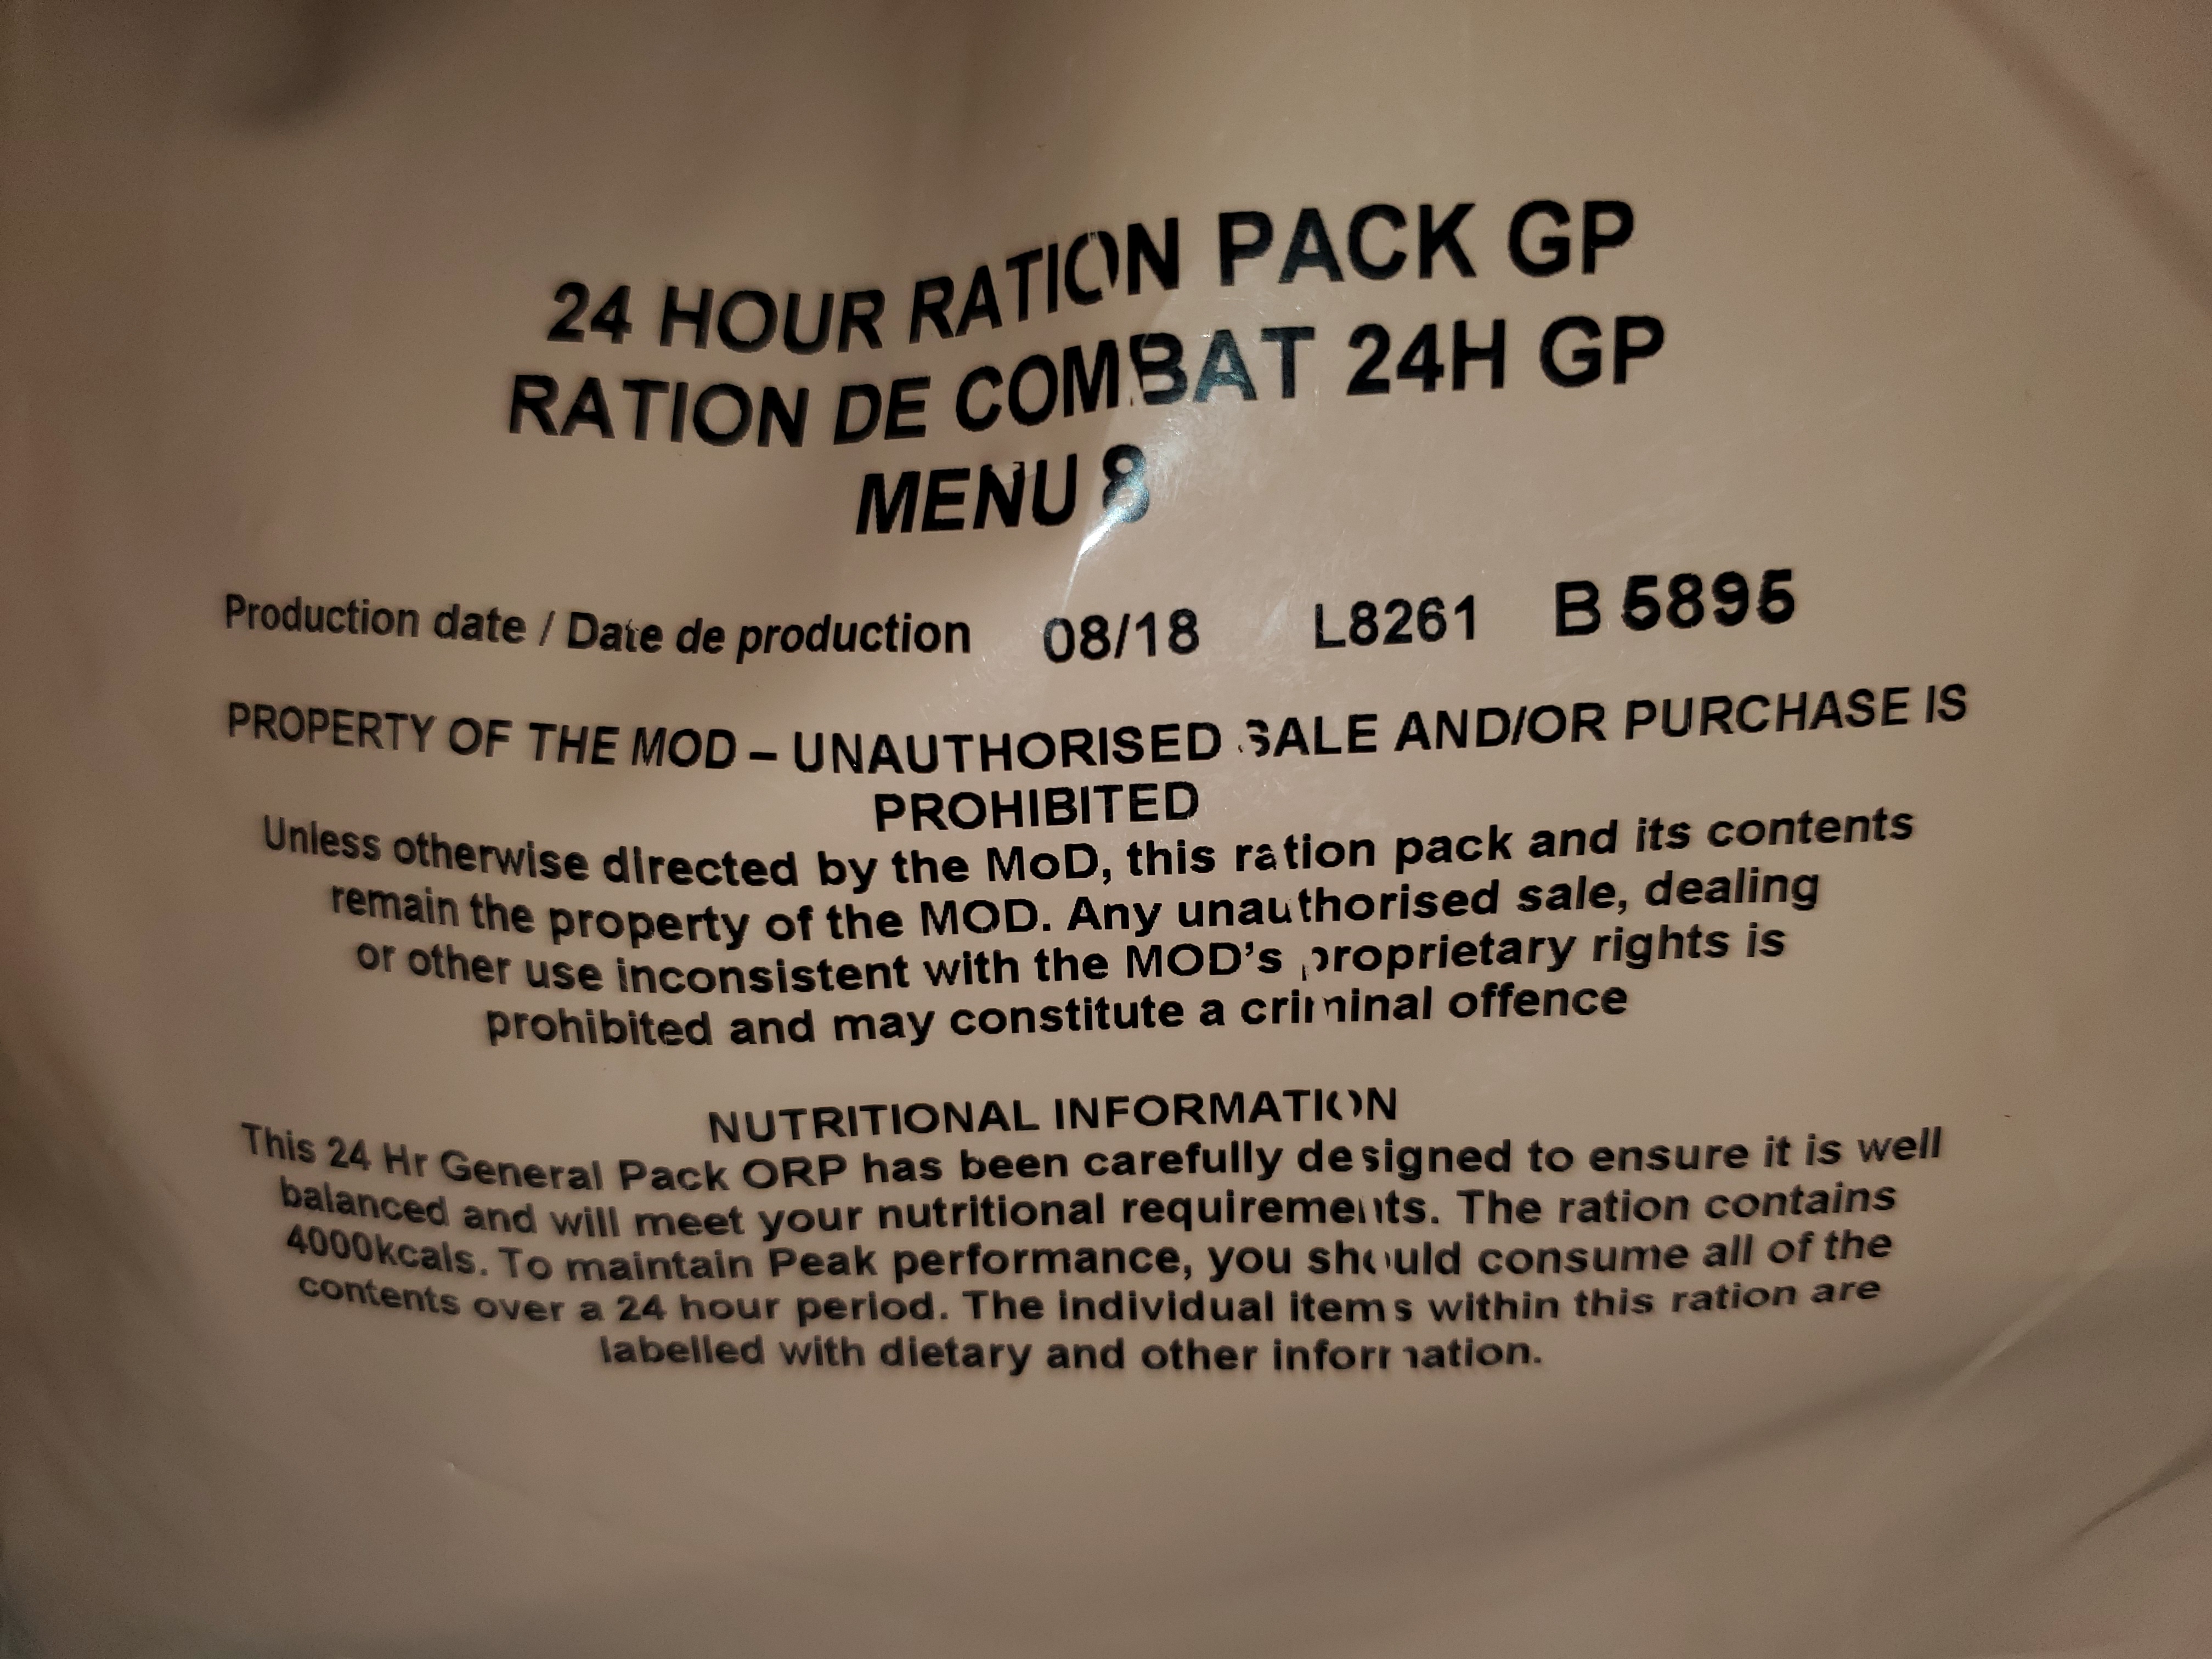 24 HOUR RATION PACK GP
RATION DE COMBAT 24H GP
MENU 8
Production date / Date de production 08/18 L8261 B 5895
PROPERTY OF THE MOD – UNAUTHORISED SALE AND/OR PURCHASE IS
PROHIBITED
Unless otherwise directed by the MoD, this ration pack and its contents
remain the property of the MOD. Any unauthorised sale, dealing
or other use inconsistent with the MOD's proprietary rights is
prohibited and may constitute a criminal offence
NUTRITIONAL INFORMATION
This 24 Hr General Pack ORP has been carefully designed to ensure it is well
balanced and will meet your nutritional requirements. The ration contains
4000kcals. To maintain Peak performance, you should consume all of the
contents over a 24 hour period. The individual items within this ration are
labelled with dietary and other information.